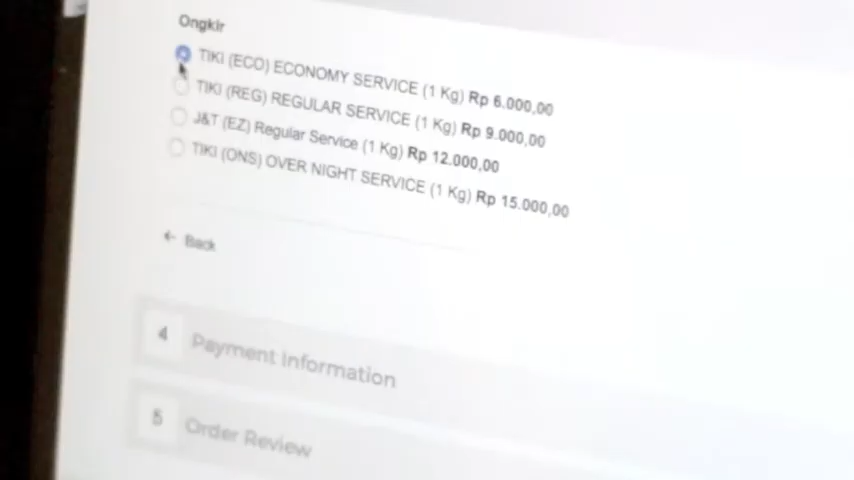 Ongkir
TIKI (ECO) ECONOMY SERVICE (1 Kg) Rp 6.000,00
TIKI (REG) REGULAR SERVICE (1 Kg) Rp 9.000,00
J&T (EZ) Regular Service (1 Kg) Rp 12.000,00
TIKI (ONS) OVER NIGHT SERVICE (1 Kg) Rp 15.000,00
← Back
4 Payment Information
5 Order Review